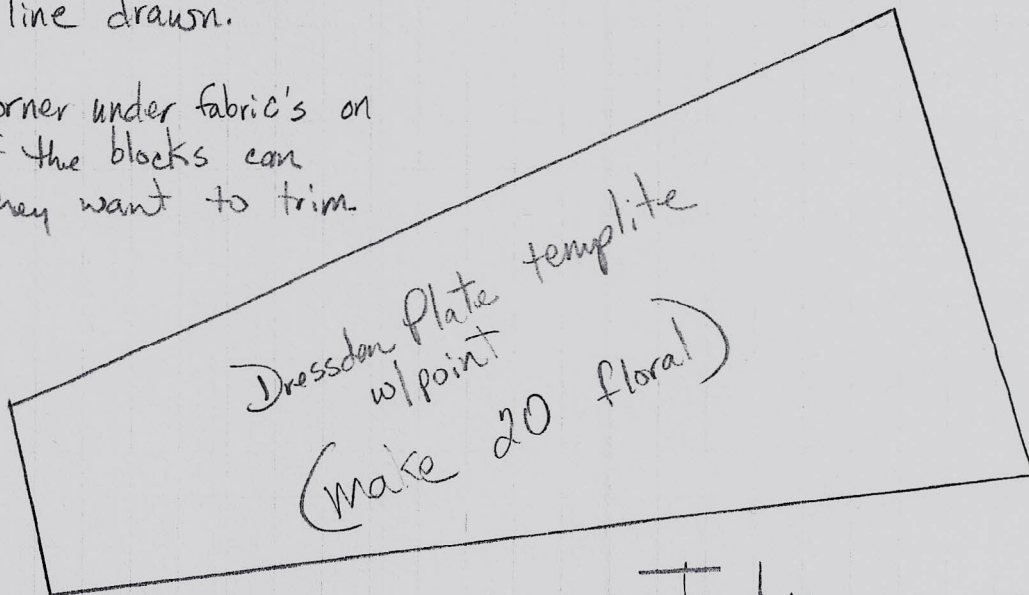 line drawn.
orner under fabric's on
the blocks can
hey want to trim.
Dressdon Plate templite
w/point
(make 20 floral)